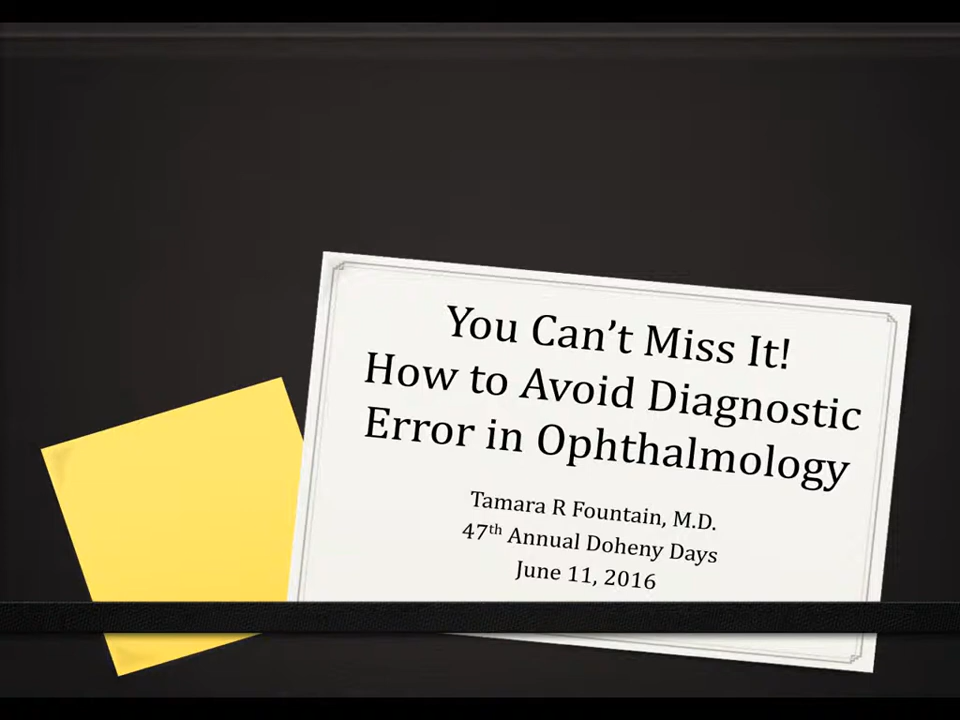 You Can’t Miss It!
How to Avoid Diagnostic
Error in Ophthalmology
Tamara R Fountain, M.D.
47th Annual Doheny Days
June 11, 2016